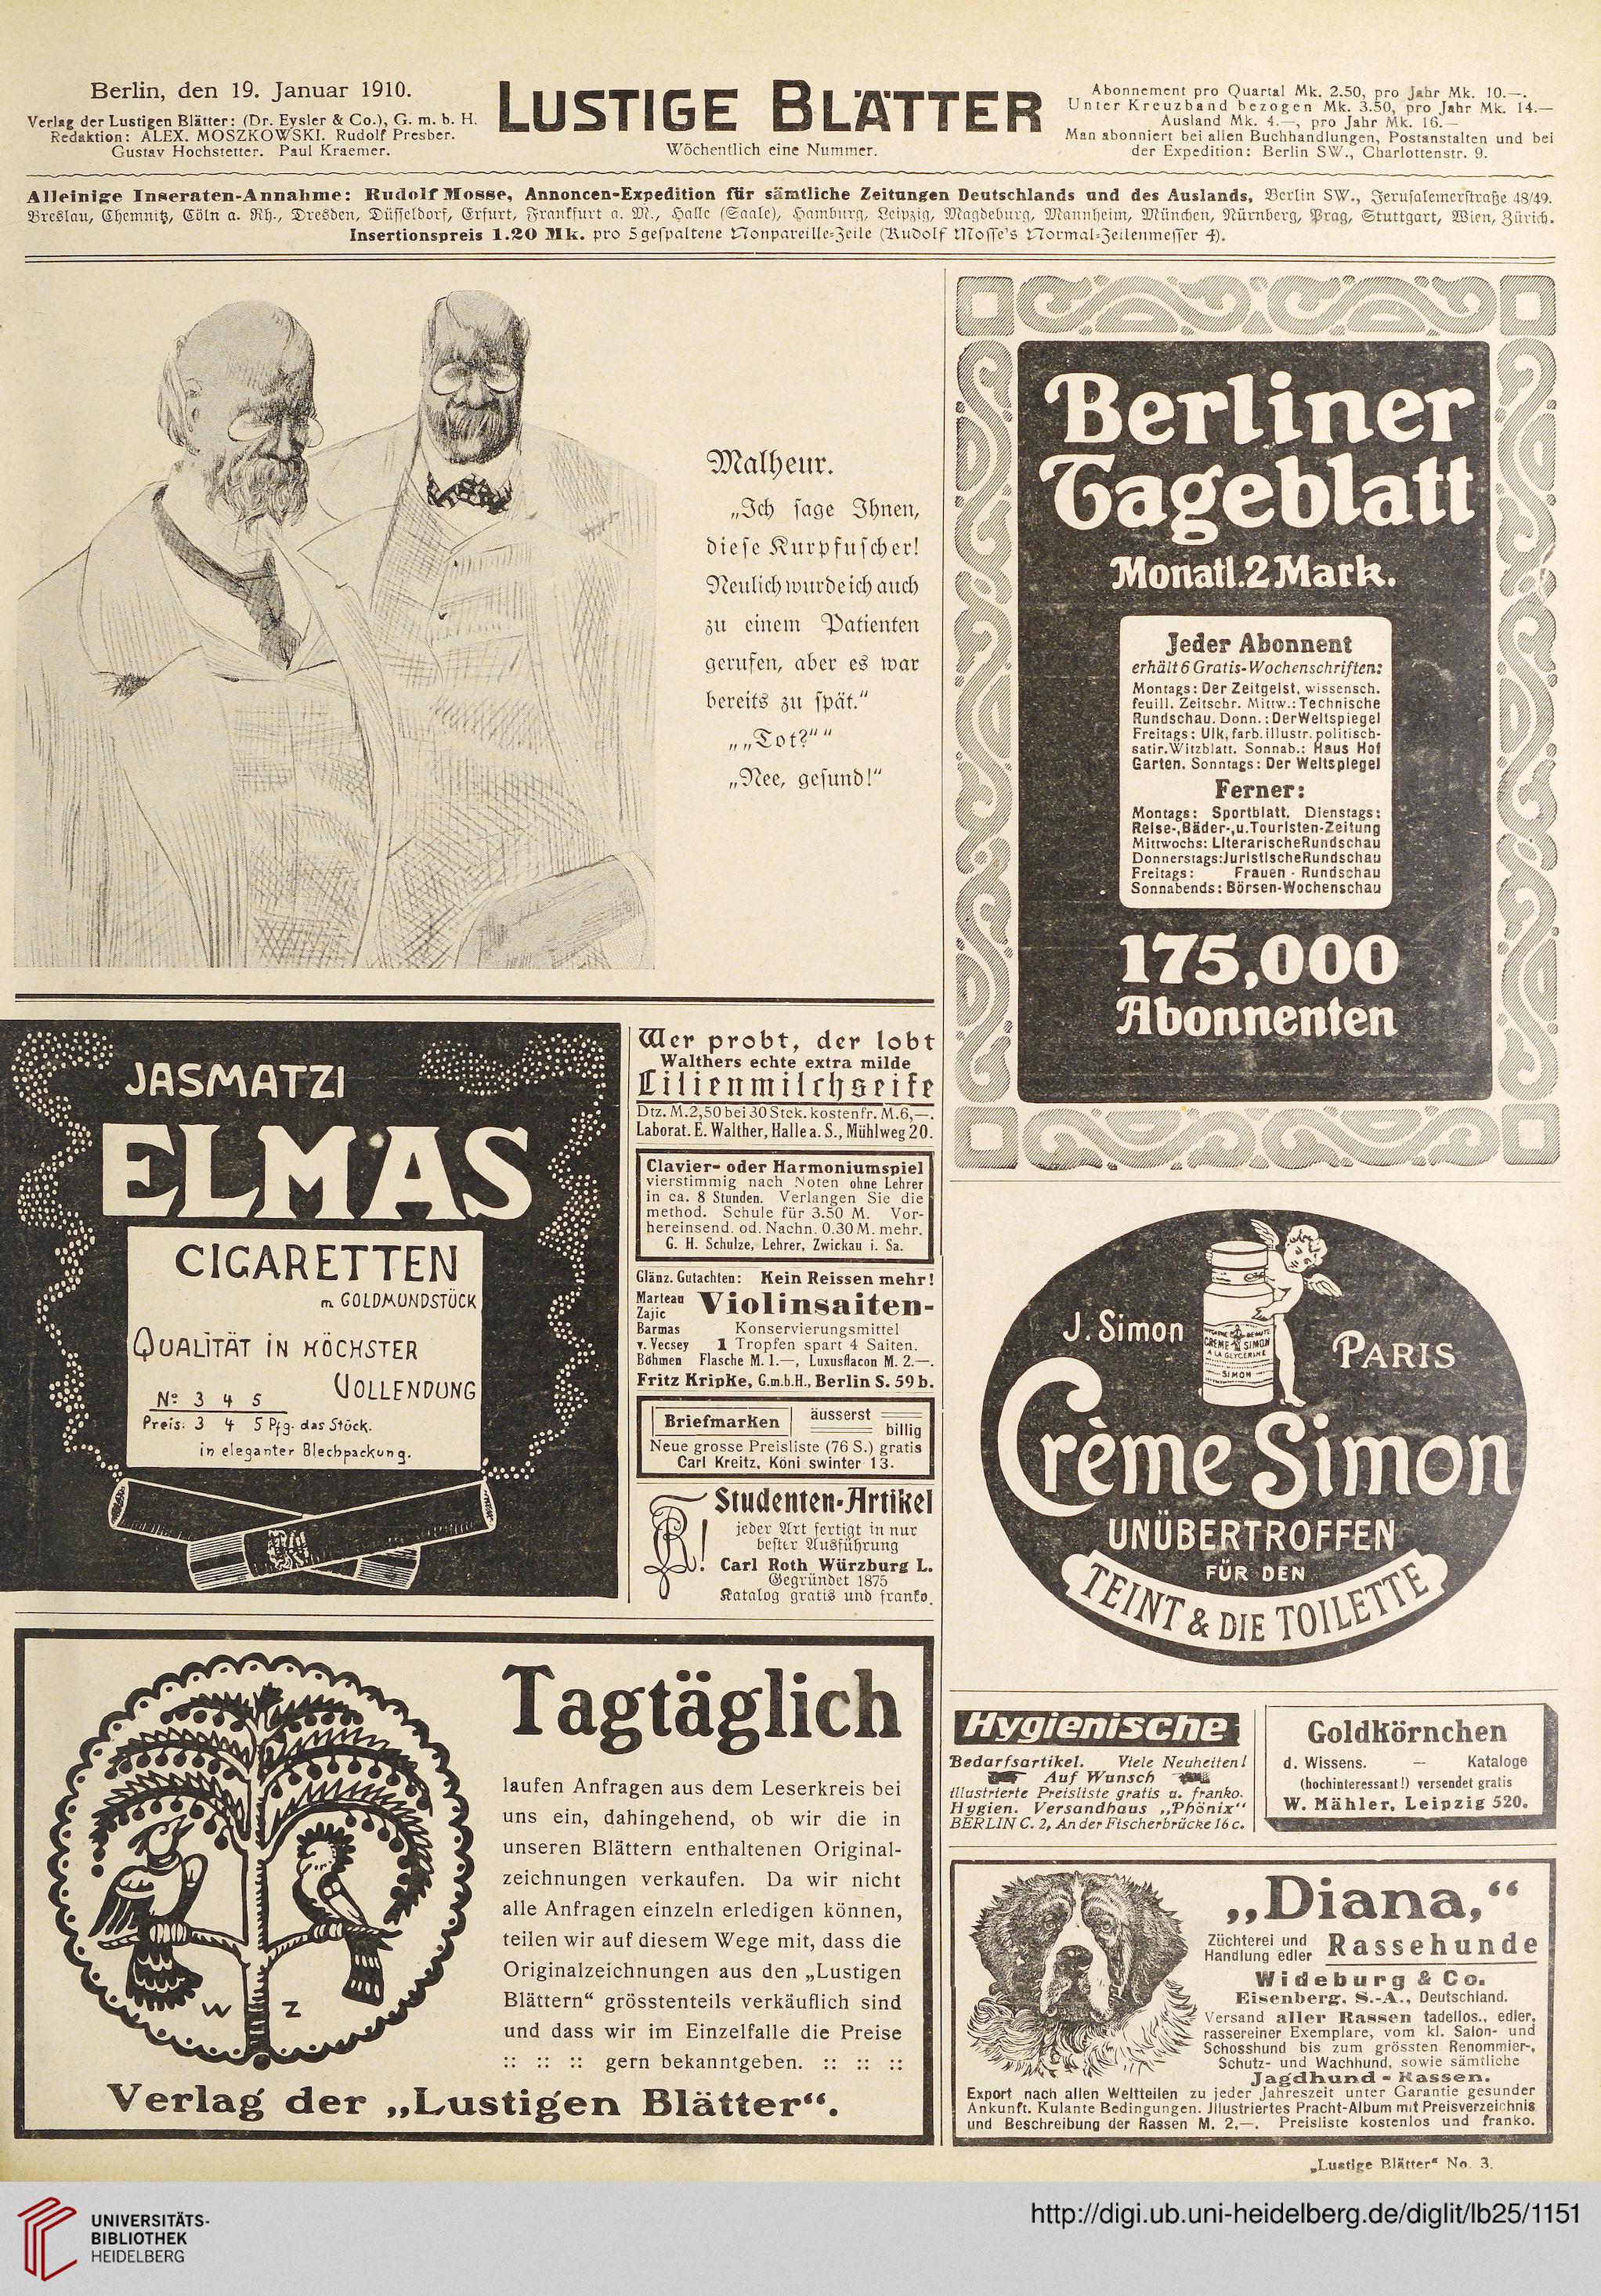 Berlin, den 19. Januar 1910.
Verlag der Lustigen Blätter: (Dr. Eysler & Co.), G. m. b. H.
Redaktion: ALEX. MOSZKOWSKI. Rudolf Presber.
Gustav Hochstetter. Paul Kraemer.
LUSTIGE BLÄTTER
Wöchentlich eine Nummer.
Abonnement pro Quartal Mk. 2.50, pro Jahr Mk. 10.—.
Unter Kreuzband bezogen Mk. 3.50, pro Jahr Mk. 14.—
Ausland Mk. 4.—, pro Jahr Mk. 16.—
Man abonniert bei allen Buchhandlungen, Postanstalten und bei
der Expedition: Berlin SW., Charlottenstr. 9.
Alleinige Inseraten-Annahme: Rudolf Mosse, Annoncen-Expedition für sämtliche Zeitungen Deutschlands und des Auslands, Berlin SW., Jerusalemerstraße 48/49.
Breslau, Chemnitz, Cöln a. Rh., Dresden, Düsseldorf, Erfurt, Frankfurt a. M., Halle (Saale), Hamburg, Leipzig, Magdeburg, Mannheim, München, Nürnberg, Prag, Stuttgart, Wien, Zürich.
Insertionspreis 1.20 Mk. pro 5gespaltene Nonpareille-Zeile (Rudolf Mosse's Normal-Zeilenmesser 4).
Malheur.
„Ich sage Ihnen,
diese Kurpfuscher!
Neulich wurde ich auch
zu einem Patienten
gerufen, aber es war
bereits zu spät.“
„„Tot?““
„Nee, gesund!“
Berliner
Tageblatt
Monatl. 2 Mark.
Jeder Abonnent
erhält 6 Gratis-Wochenschriften:
Montags: Der Zeitgeist, wissensch.
feuill. Zeitschr. Mittw.: Technische
Rundschau. Donn.: Der Weltspiegel
Freitags: Ulk, farb. illustr. politisch-
satir. Witzblatt. Sonnab.: Haus Hof
Garten. Sonntags: Der Weltspiegel
Ferner:
Montags: Sportblatt. Dienstags:
Reise-, Bäder-, u. Touristen-Zeitung
Mittwochs: Literarische Rundschau
Donnerstags: Juristische Rundschau
Freitags: Frauen-Rundschau
Sonnabends: Börsen-Wochenschau
175,000
Abonnenten
JASMATZI
ELMAS
CIGARETTEN
m. GOLDMUNDSTÜCK
QUALITÄT IN HÖCHSTER
VOLLENDUNG
No 3 4 5
Preis: 3 4 5 Pfg. das Stück.
in eleganter Blechpackung.
Wer probt, der lobt
Walthers echte extra milde
Lilienmilchseife
Dtz. M. 2,50 bei 30 Stck. kostenfr. M. 6,—.
Laborat. E. Walther, Halle a. S., Mühlweg 20.
Clavier- oder Harmoniumspiel
vierstimmig nach Noten ohne Lehrer
in ca. 8 Stunden. Verlangen Sie die
method. Schule für 3.50 M. Vor-
hereinsend. od. Nachn. 0.30 M. mehr.
G. H. Schulze, Lehrer, Zwickau i. Sa.
Glänz. Gutachten: Kein Reissen mehr!
Marteau
Zajic
Barmas
v. Vecsey
Böhmen
Violinsaiten-
Konservierungsmittel
1 Tropfen spart 4 Saiten.
Flasche M. 1.—, Luxusflacon M. 2.—.
Fritz Kripke, G.m.b.H., Berlin S. 59 b.
Briefmarken äusserst billig
Neue grosse Preisliste (76 S.) gratis
Carl Kreitz, Köni swinter 13.
Studenten-Artikel
jeder Art fertigt in nur
bester Ausführung
Carl Roth Würzburg L.
Gegründet 1875
Katalog gratis und franko.
J. Simon
PARIS
CRÈME SIMON
A LA GLYCERINE
SIMON
Crème Simon
UNÜBERTROFFEN
FÜR DEN
TEINT & DIE TOILETTE
Tagtäglich
laufen Anfragen aus dem Leserkreis bei
uns ein, dahingehend, ob wir die in
unseren Blättern enthaltenen Original-
zeichnungen verkaufen. Da wir nicht
alle Anfragen einzeln erledigen können,
teilen wir auf diesem Wege mit, dass die
Originalzeichnungen aus den „Lustigen
Blättern“ grösstenteils verkäuflich sind
und dass wir im Einzelfalle die Preise
:: :: :: gern bekanntgeben. :: :: ::
W Z
Verlag der „Lustigen Blätter“.
Hygienische
Bedarfsartikel. Viele Neuheiten!
Auf Wunsch
illustrierte Preisliste gratis u. franko.
Hygien. Versandhaus „Phönix“
BERLIN C. 2, An der Fischerbrücke 16 c.
Goldkörnchen
d. Wissens. — Kataloge
(hochinteressant!) versendet gratis
W. Mähler, Leipzig 520.
„Diana,“
Züchterei und
Handlung edler Rassehunde
Wideburg & Co.
Eisenberg, S.-A., Deutschland.
Versand aller Rassen tadellos., edler,
rassereiner Exemplare, vom kl. Salon- und
Schosshund bis zum grössten Renommier-,
Schutz- und Wachhund, sowie sämtliche
Jagdhund-Rassen.
Export nach allen Weltteilen zu jeder Jahreszeit unter Garantie gesunder
Ankunft. Kulante Bedingungen. Jllustriertes Pracht-Album mit Preisverzeichnis
und Beschreibung der Rassen M. 2,—. Preisliste kostenlos und franko.
„Lustige Blätter“ No. 3.
UNIVERSITÄTS-
BIBLIOTHEK
HEIDELBERG
http://digi.ub.uni-heidelberg.de/diglit/lb25/1151